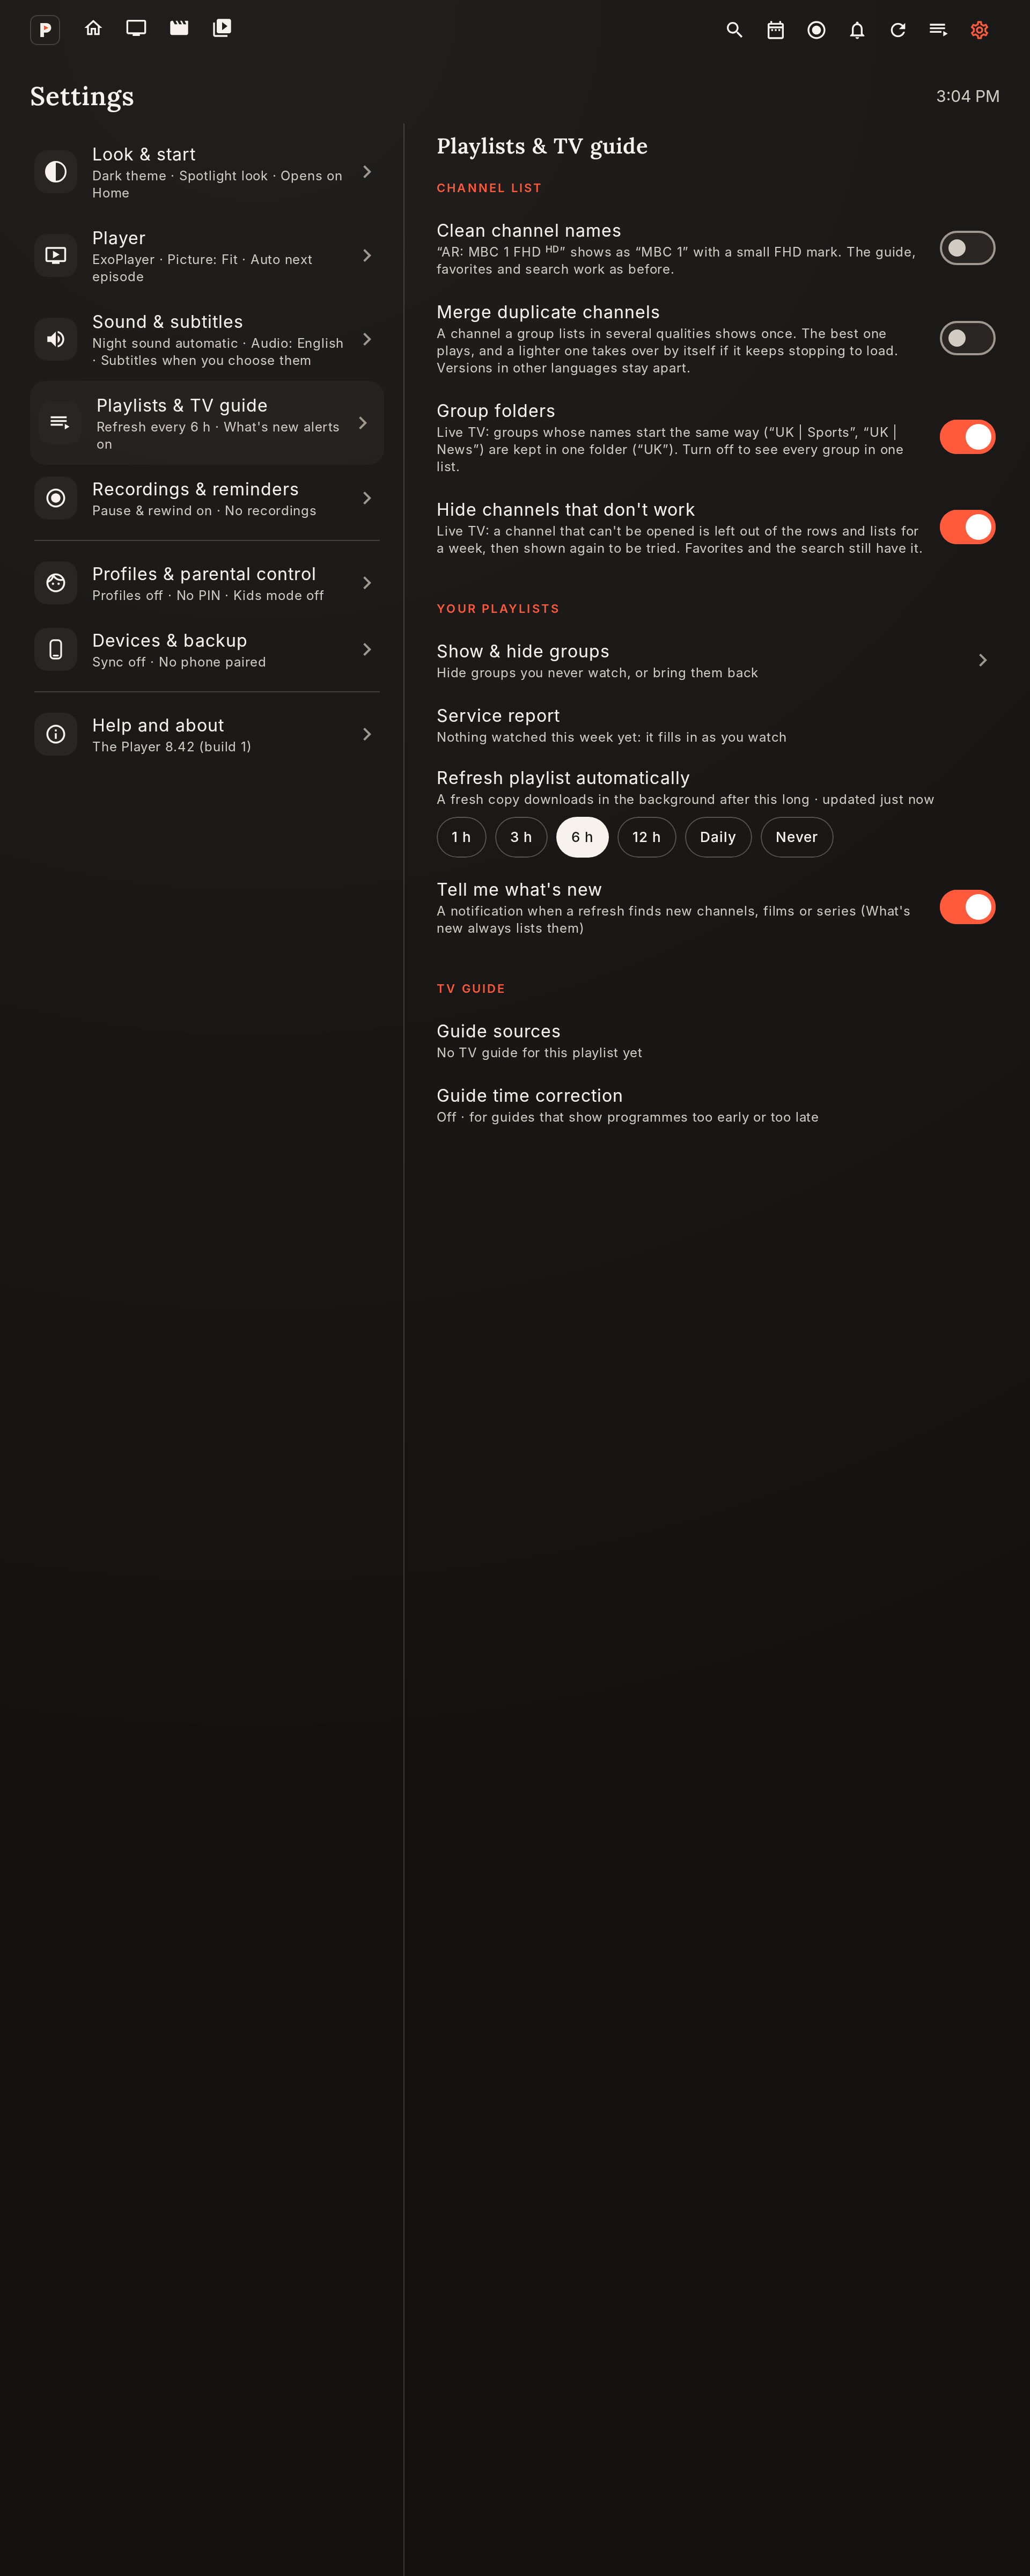 P
Settings
3:04 PM
Look & start
Dark theme · Spotlight look · Opens on
Home
Player
ExoPlayer · Picture: Fit · Auto next
episode
Sound & subtitles
Night sound automatic · Audio: English
· Subtitles when you choose them
Playlists & TV guide
Refresh every 6 h · What's new alerts
on
Recordings & reminders
Pause & rewind on · No recordings
Profiles & parental control
Profiles off · No PIN · Kids mode off
Devices & backup
Sync off · No phone paired
Help and about
The Player 8.42 (build 1)
Playlists & TV guide
CHANNEL LIST
Clean channel names
“AR: MBC 1 FHD ᴴᴰ” shows as “MBC 1” with a small FHD mark. The guide,
favorites and search work as before.
Merge duplicate channels
A channel a group lists in several qualities shows once. The best one
plays, and a lighter one takes over by itself if it keeps stopping to load.
Versions in other languages stay apart.
Group folders
Live TV: groups whose names start the same way (“UK | Sports”, “UK |
News”) are kept in one folder (“UK”). Turn off to see every group in one
list.
Hide channels that don't work
Live TV: a channel that can't be opened is left out of the rows and lists for
a week, then shown again to be tried. Favorites and the search still have it.
YOUR PLAYLISTS
Show & hide groups
Hide groups you never watch, or bring them back
Service report
Nothing watched this week yet: it fills in as you watch
Refresh playlist automatically
A fresh copy downloads in the background after this long · updated just now
1 h 3 h 6 h 12 h Daily Never
Tell me what's new
A notification when a refresh finds new channels, films or series (What's
new always lists them)
TV GUIDE
Guide sources
No TV guide for this playlist yet
Guide time correction
Off · for guides that show programmes too early or too late